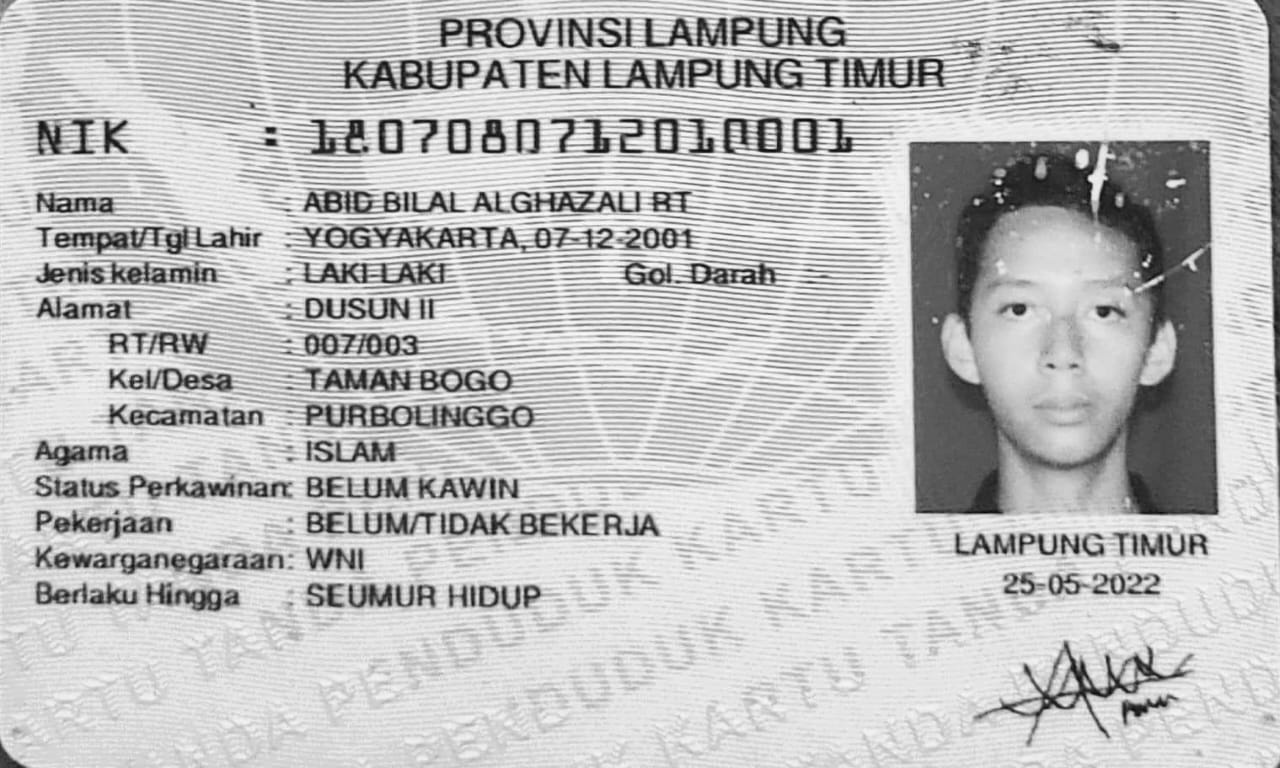 PROVINSI LAMPUNG
KABUPATEN LAMPUNG TIMUR
NIK : 1807080712010001
Nama : ABID BILAL ALGHAZALI RT
Tempat/Tgl Lahir : YOGYAKARTA, 07-12-2001
Jenis kelamin : LAKI-LAKI Gol. Darah : -
Alamat : DUSUN II
RT/RW : 007/003
Kel/Desa : TAMAN BOGO
Kecamatan : PURBOLINGGO
Agama : ISLAM
Status Perkawinan: BELUM KAWIN
Pekerjaan : BELUM/TIDAK BEKERJA
Kewarganegaraan: WNI
Berlaku Hingga : SEUMUR HIDUP
LAMPUNG TIMUR
25-05-2022
KARTU TANDA PENDUDUK